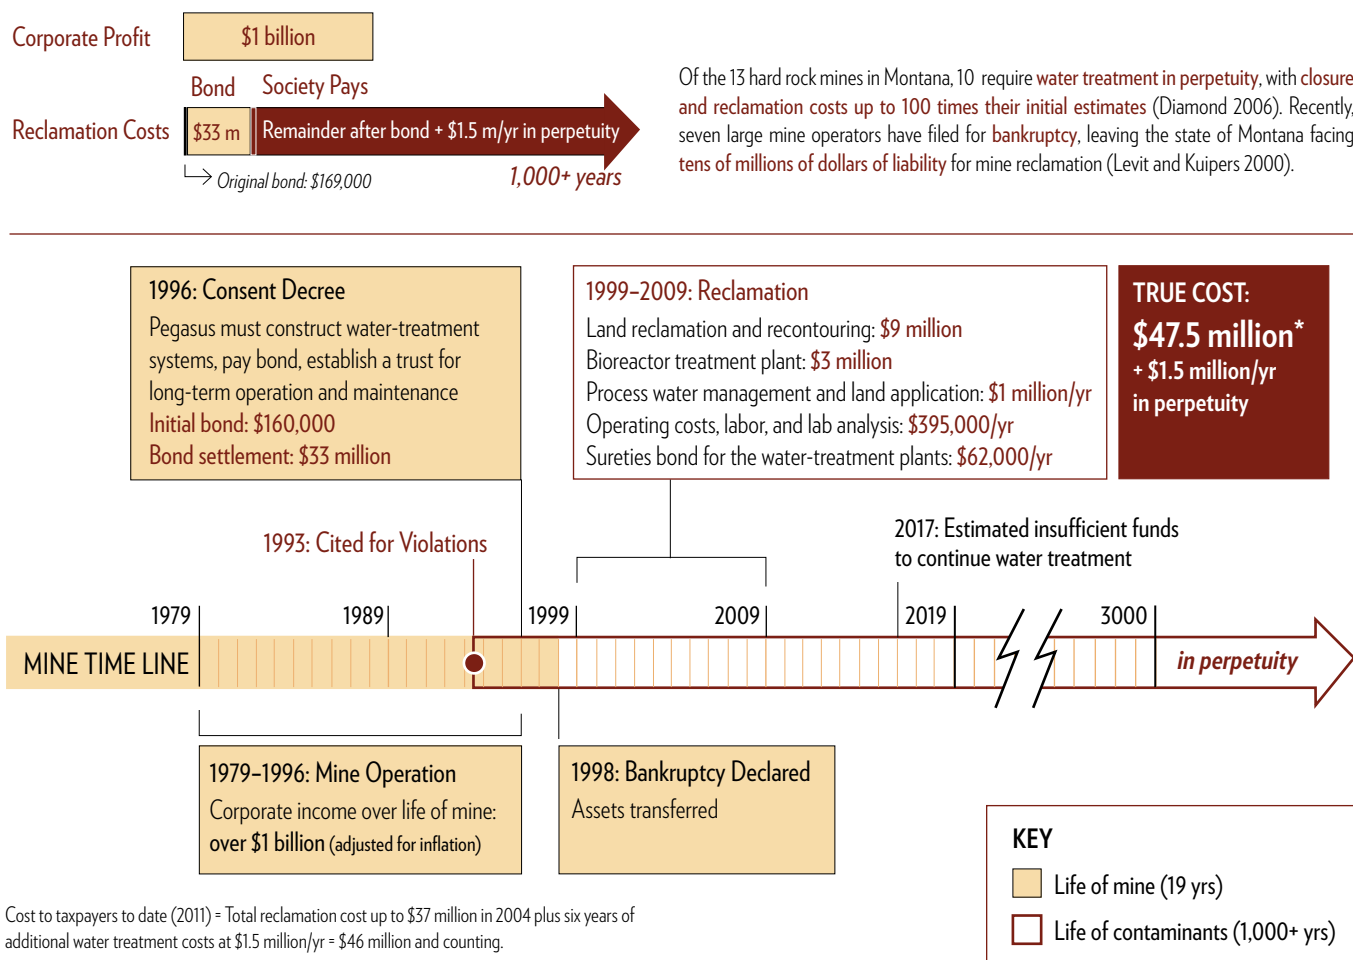 Corporate Profit
$1 billion
Bond
Society Pays
Reclamation Costs
$33 m
Remainder after bond + $1.5 m/yr in perpetuity
Original bond: $169,000
1,000+ years
Of the 13 hard rock mines in Montana, 10 require water treatment in perpetuity, with closure
and reclamation costs up to 100 times their initial estimates (Diamond 2006). Recently,
seven large mine operators have filed for bankruptcy, leaving the state of Montana facing
tens of millions of dollars of liability for mine reclamation (Levit and Kuipers 2000).
1996: Consent Decree
Pegasus must construct water-treatment
systems, pay bond, establish a trust for
long-term operation and maintenance
Initial bond: $160,000
Bond settlement: $33 million
1999–2009: Reclamation
Land reclamation and recontouring: $9 million
Bioreactor treatment plant: $3 million
Process water management and land application: $1 million/yr
Operating costs, labor, and lab analysis: $395,000/yr
Sureties bond for the water-treatment plants: $62,000/yr
TRUE COST:
$47.5 million*
+ $1.5 million/yr
in perpetuity
1993: Cited for Violations
2017: Estimated insufficient funds
to continue water treatment
1979
1989
1999
2009
2019
3000
MINE TIME LINE
in perpetuity
1979–1996: Mine Operation
Corporate income over life of mine:
over $1 billion (adjusted for inflation)
1998: Bankruptcy Declared
Assets transferred
KEY
Life of mine (19 yrs)
Life of contaminants (1,000+ yrs)
Cost to taxpayers to date (2011) = Total reclamation cost up to $37 million in 2004 plus six years of
additional water treatment costs at $1.5 million/yr = $46 million and counting.